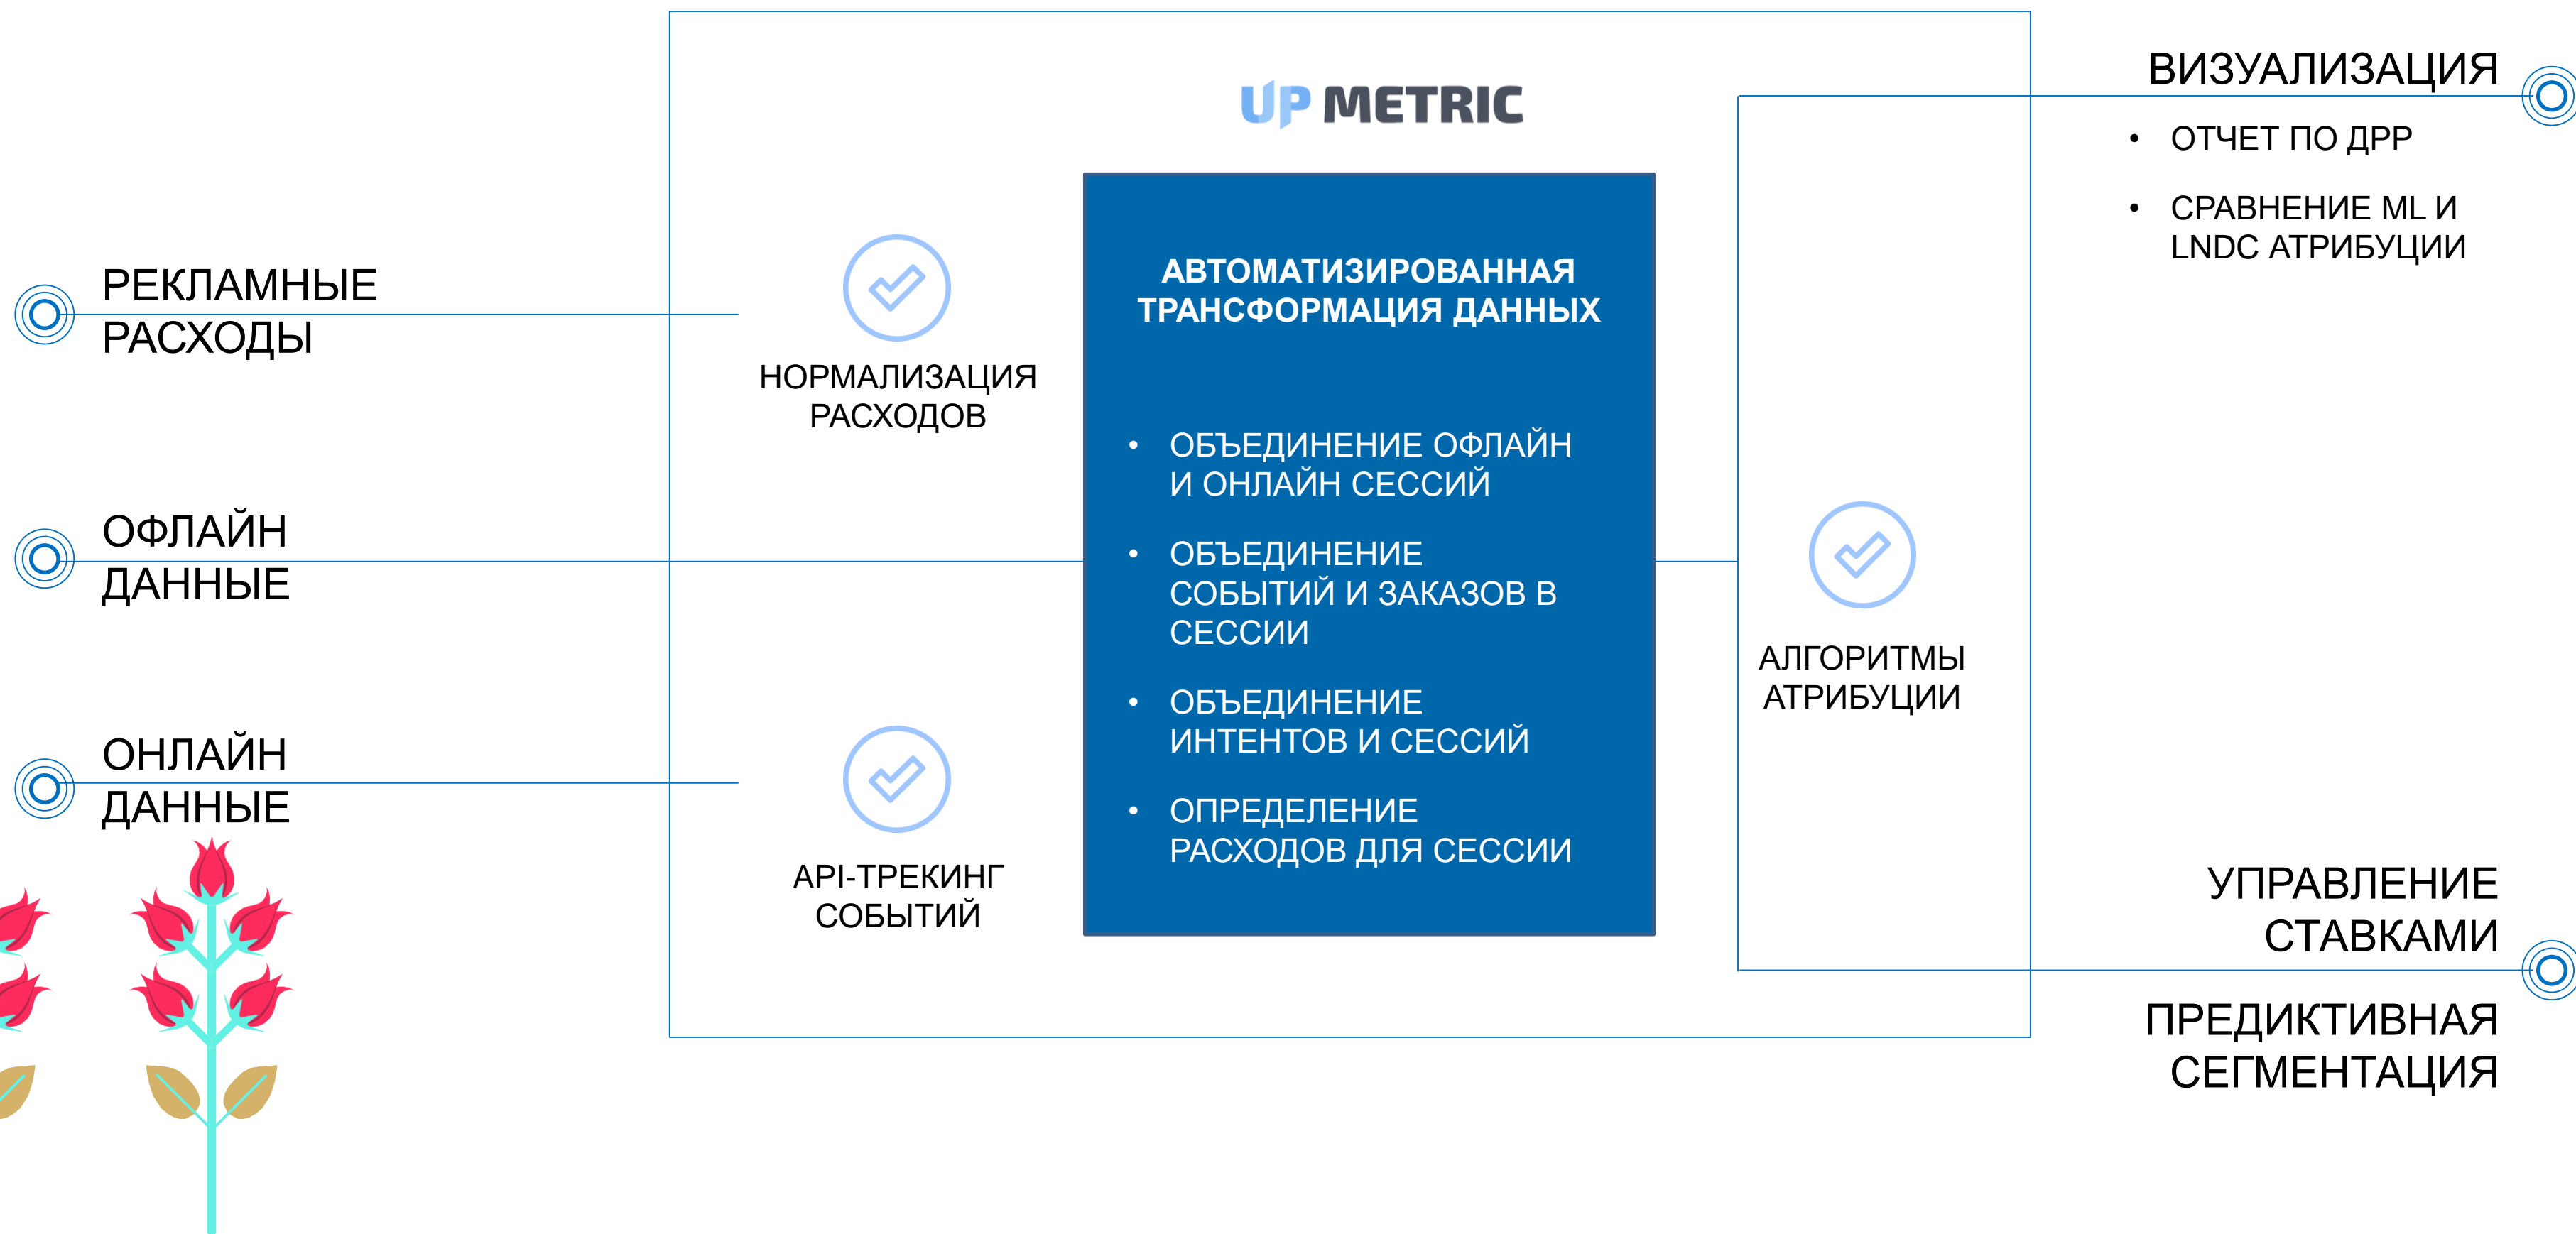 РЕКЛАМНЫЕ
РАСХОДЫ
ОФЛАЙН
ДАННЫЕ
ОНЛАЙН
ДАННЫЕ
UP METRIC
НОРМАЛИЗАЦИЯ
РАСХОДОВ
API-ТРЕКИНГ
СОБЫТИЙ
АВТОМАТИЗИРОВАННАЯ
ТРАНСФОРМАЦИЯ ДАННЫХ
• ОБЪЕДИНЕНИЕ ОФЛАЙН
И ОНЛАЙН СЕССИЙ
• ОБЪЕДИНЕНИЕ
СОБЫТИЙ И ЗАКАЗОВ В
СЕССИИ
• ОБЪЕДИНЕНИЕ
ИНТЕНТОВ И СЕССИЙ
• ОПРЕДЕЛЕНИЕ
РАСХОДОВ ДЛЯ СЕССИИ
АЛГОРИТМЫ
АТРИБУЦИИ
ВИЗУАЛИЗАЦИЯ
• ОТЧЕТ ПО ДРР
• СРАВНЕНИЕ ML И
LNDC АТРИБУЦИИ
УПРАВЛЕНИЕ
СТАВКАМИ
ПРЕДИКТИВНАЯ
СЕГМЕНТАЦИЯ